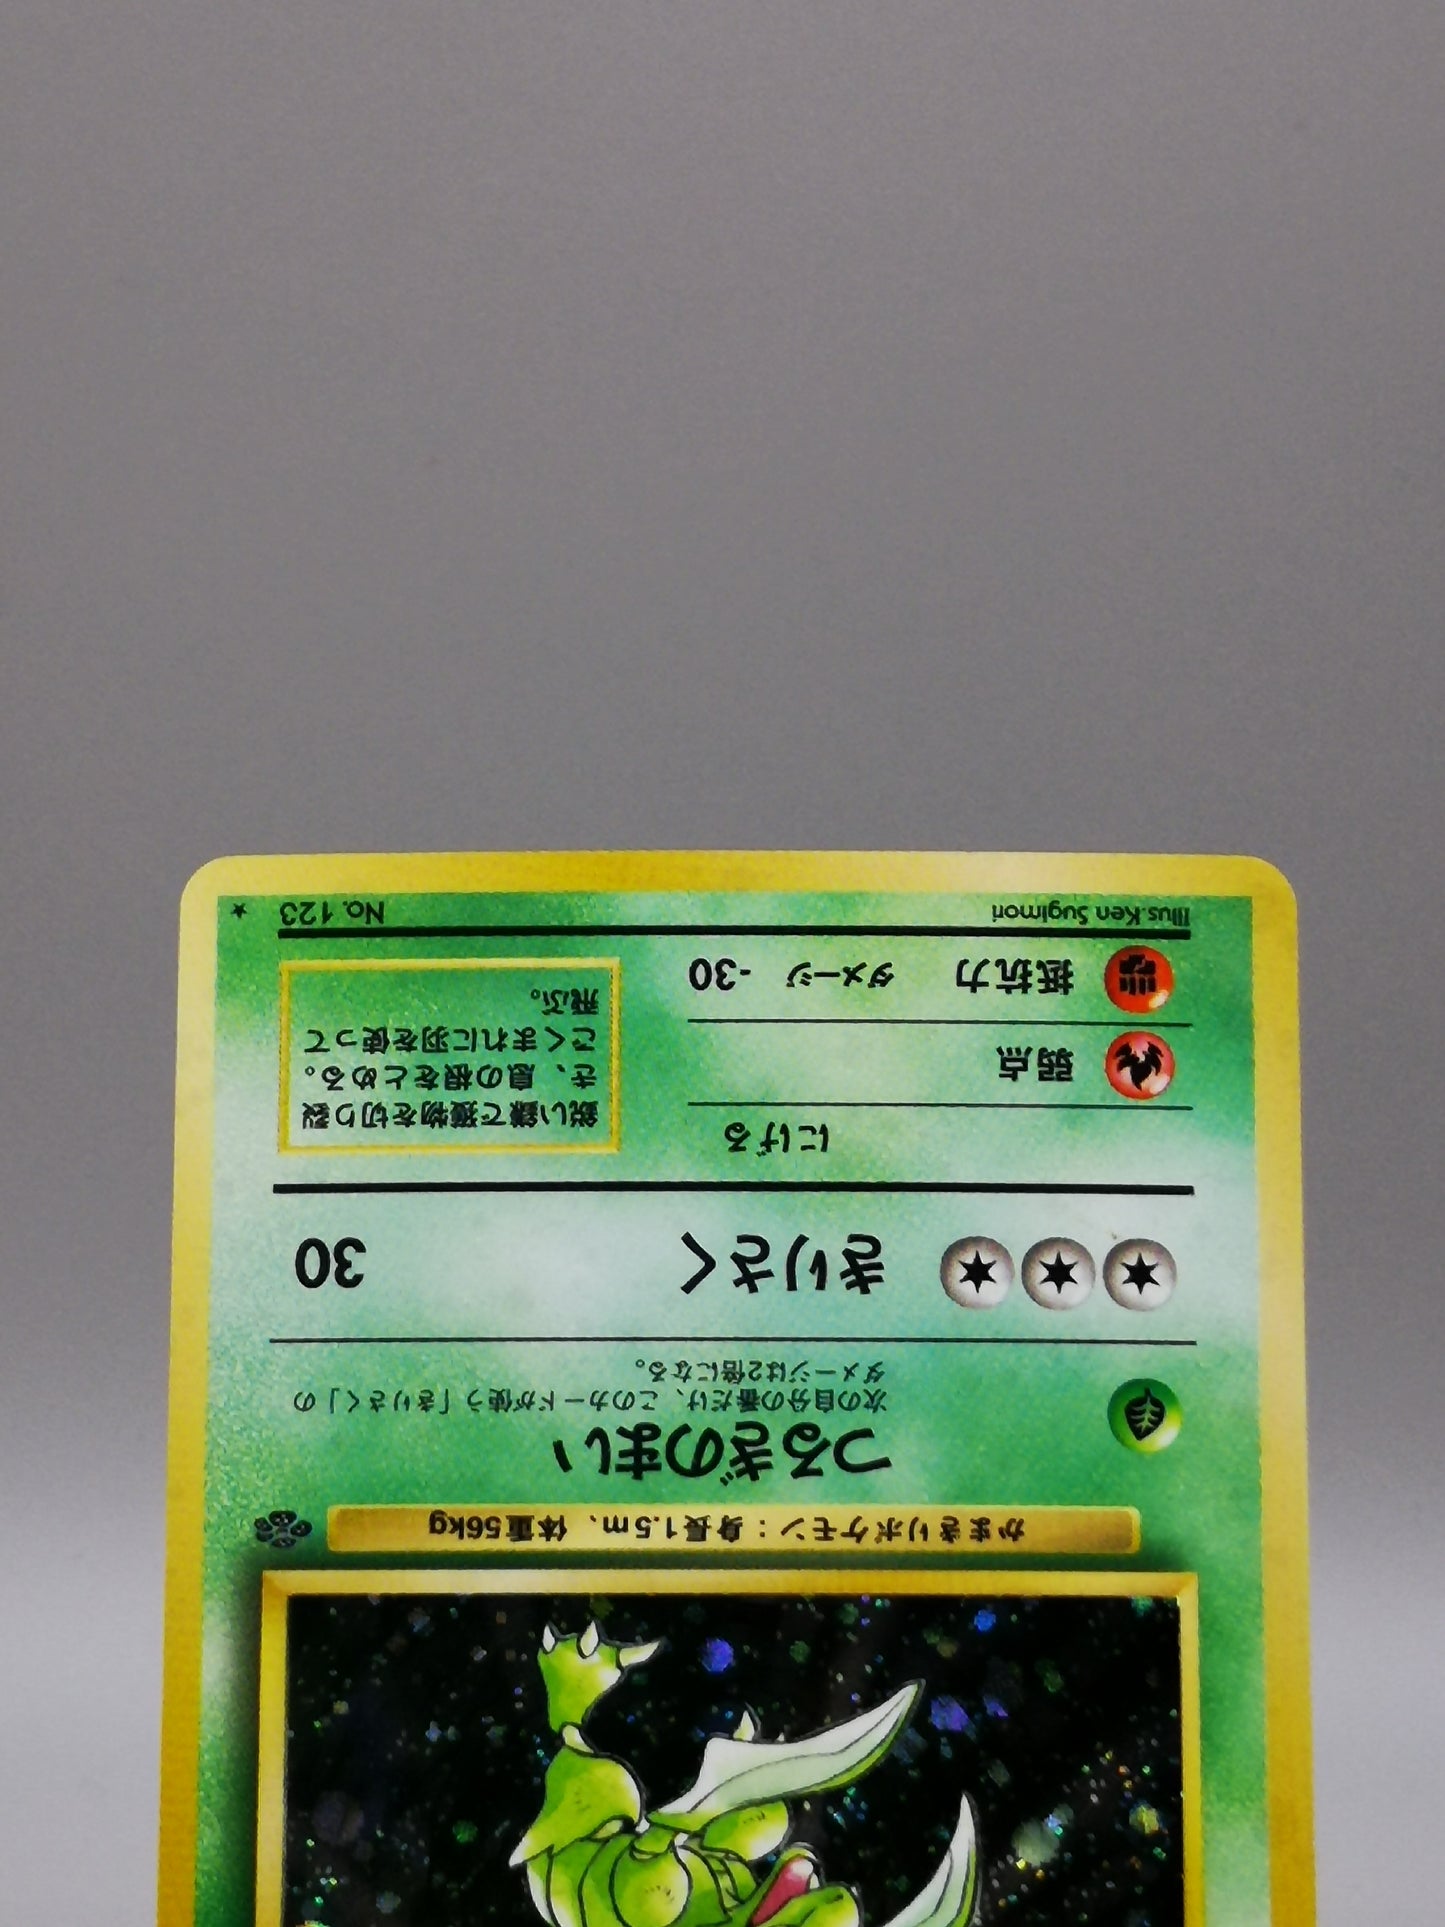 かまきりポケモン：身長1.5m、体重56kg
つるぎのまい
次の自分の番だけ、このカードが使う「きりさく」の
ダメージは2倍になる。
きりさく 30
にげる
弱点
抵抗力 ダメージ -30
鋭い鎌で獲物を切り裂
き、息の根をとめる。
ごくまれに羽を使って
飛ぶ。
Illus.Ken Sugimori No. 123 ★